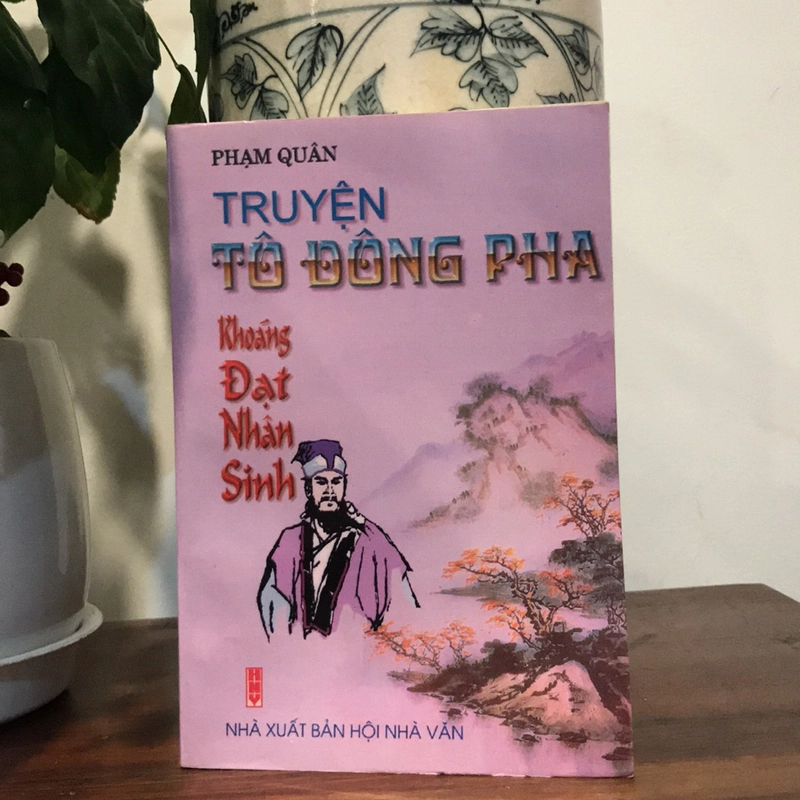 PHẠM QUÂN
TRUYỆN
TÔ ĐÔNG PHA
Khoáng
Đạt
Nhân
Sinh
NHÀ XUẤT BẢN HỘI NHÀ VĂN